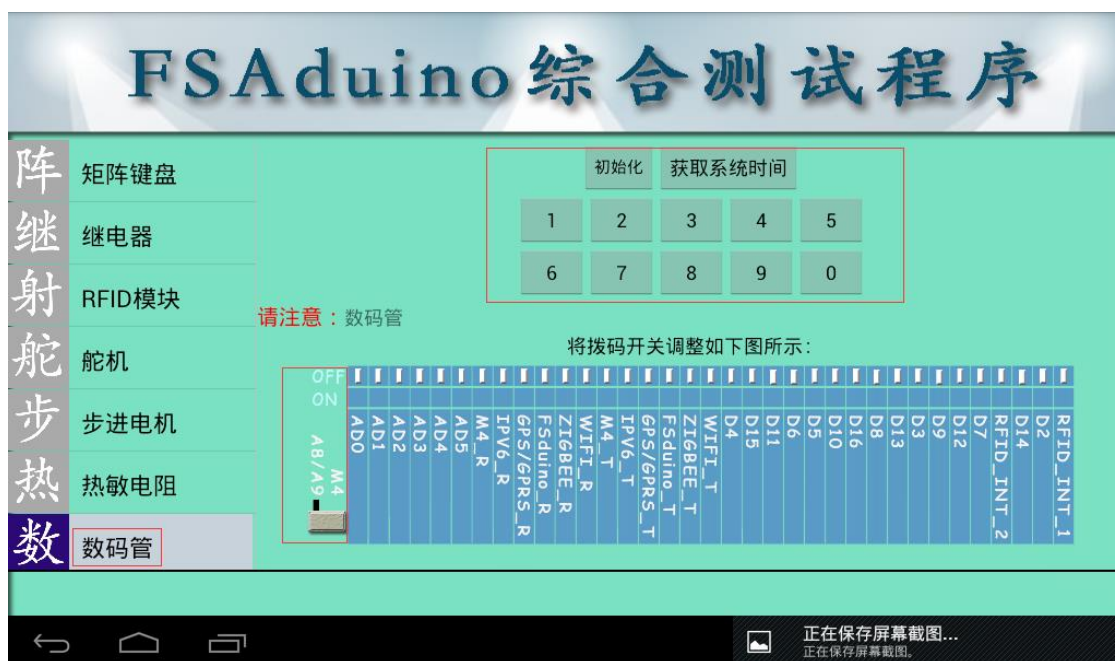 FSAduino综合测试程序
阵 矩阵键盘
继 继电器
射 RFID模块
舵 舵机
步 步进电机
热 热敏电阻
数 数码管
初始化 获取系统时间
1 2 3 4 5
6 7 8 9 0
请注意：数码管
将拨码开关调整如下图所示：
OFF
ON
M4
A8/A9
AD0
AD1
AD2
AD3
AD4
AD5
M4_R
IPV6_R
GPS/GPRS_R
FSduino_R
ZIGBEE_R
WIFI_R
M4_T
IPV6_T
GPS/GPRS_T
FSduino_T
ZIGBEE_T
WIFI_T
D4
D15
D11
D6
D5
D10
D16
D8
D13
D3
D9
D12
D7
RFID_INT_2
D14
D2
RFID_INT_1
正在保存屏幕截图...
正在保存屏幕截图。